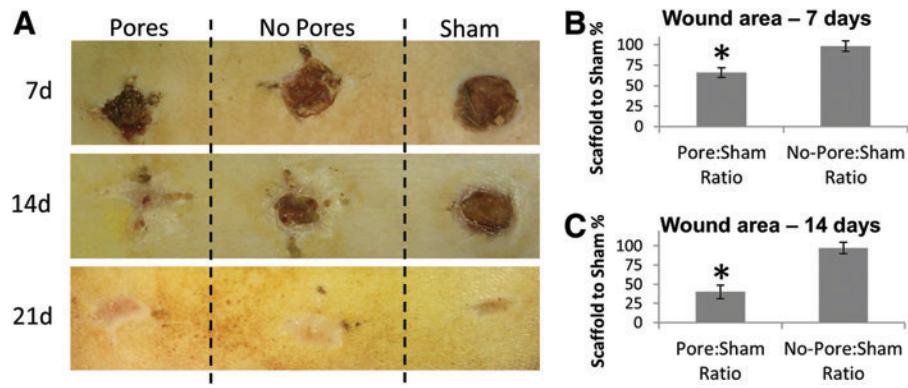 A
Pores
No Pores
Sham
7d
14d
21d
B
Wound area – 7 days
Scaffold to Sham %
100
75
50
25
0
*
Pore:Sham
Ratio
No-Pore:Sham
Ratio
C
Wound area – 14 days
Scaffold to Sham %
100
75
50
25
0
*
Pore:Sham
Ratio
No-Pore:Sham
Ratio